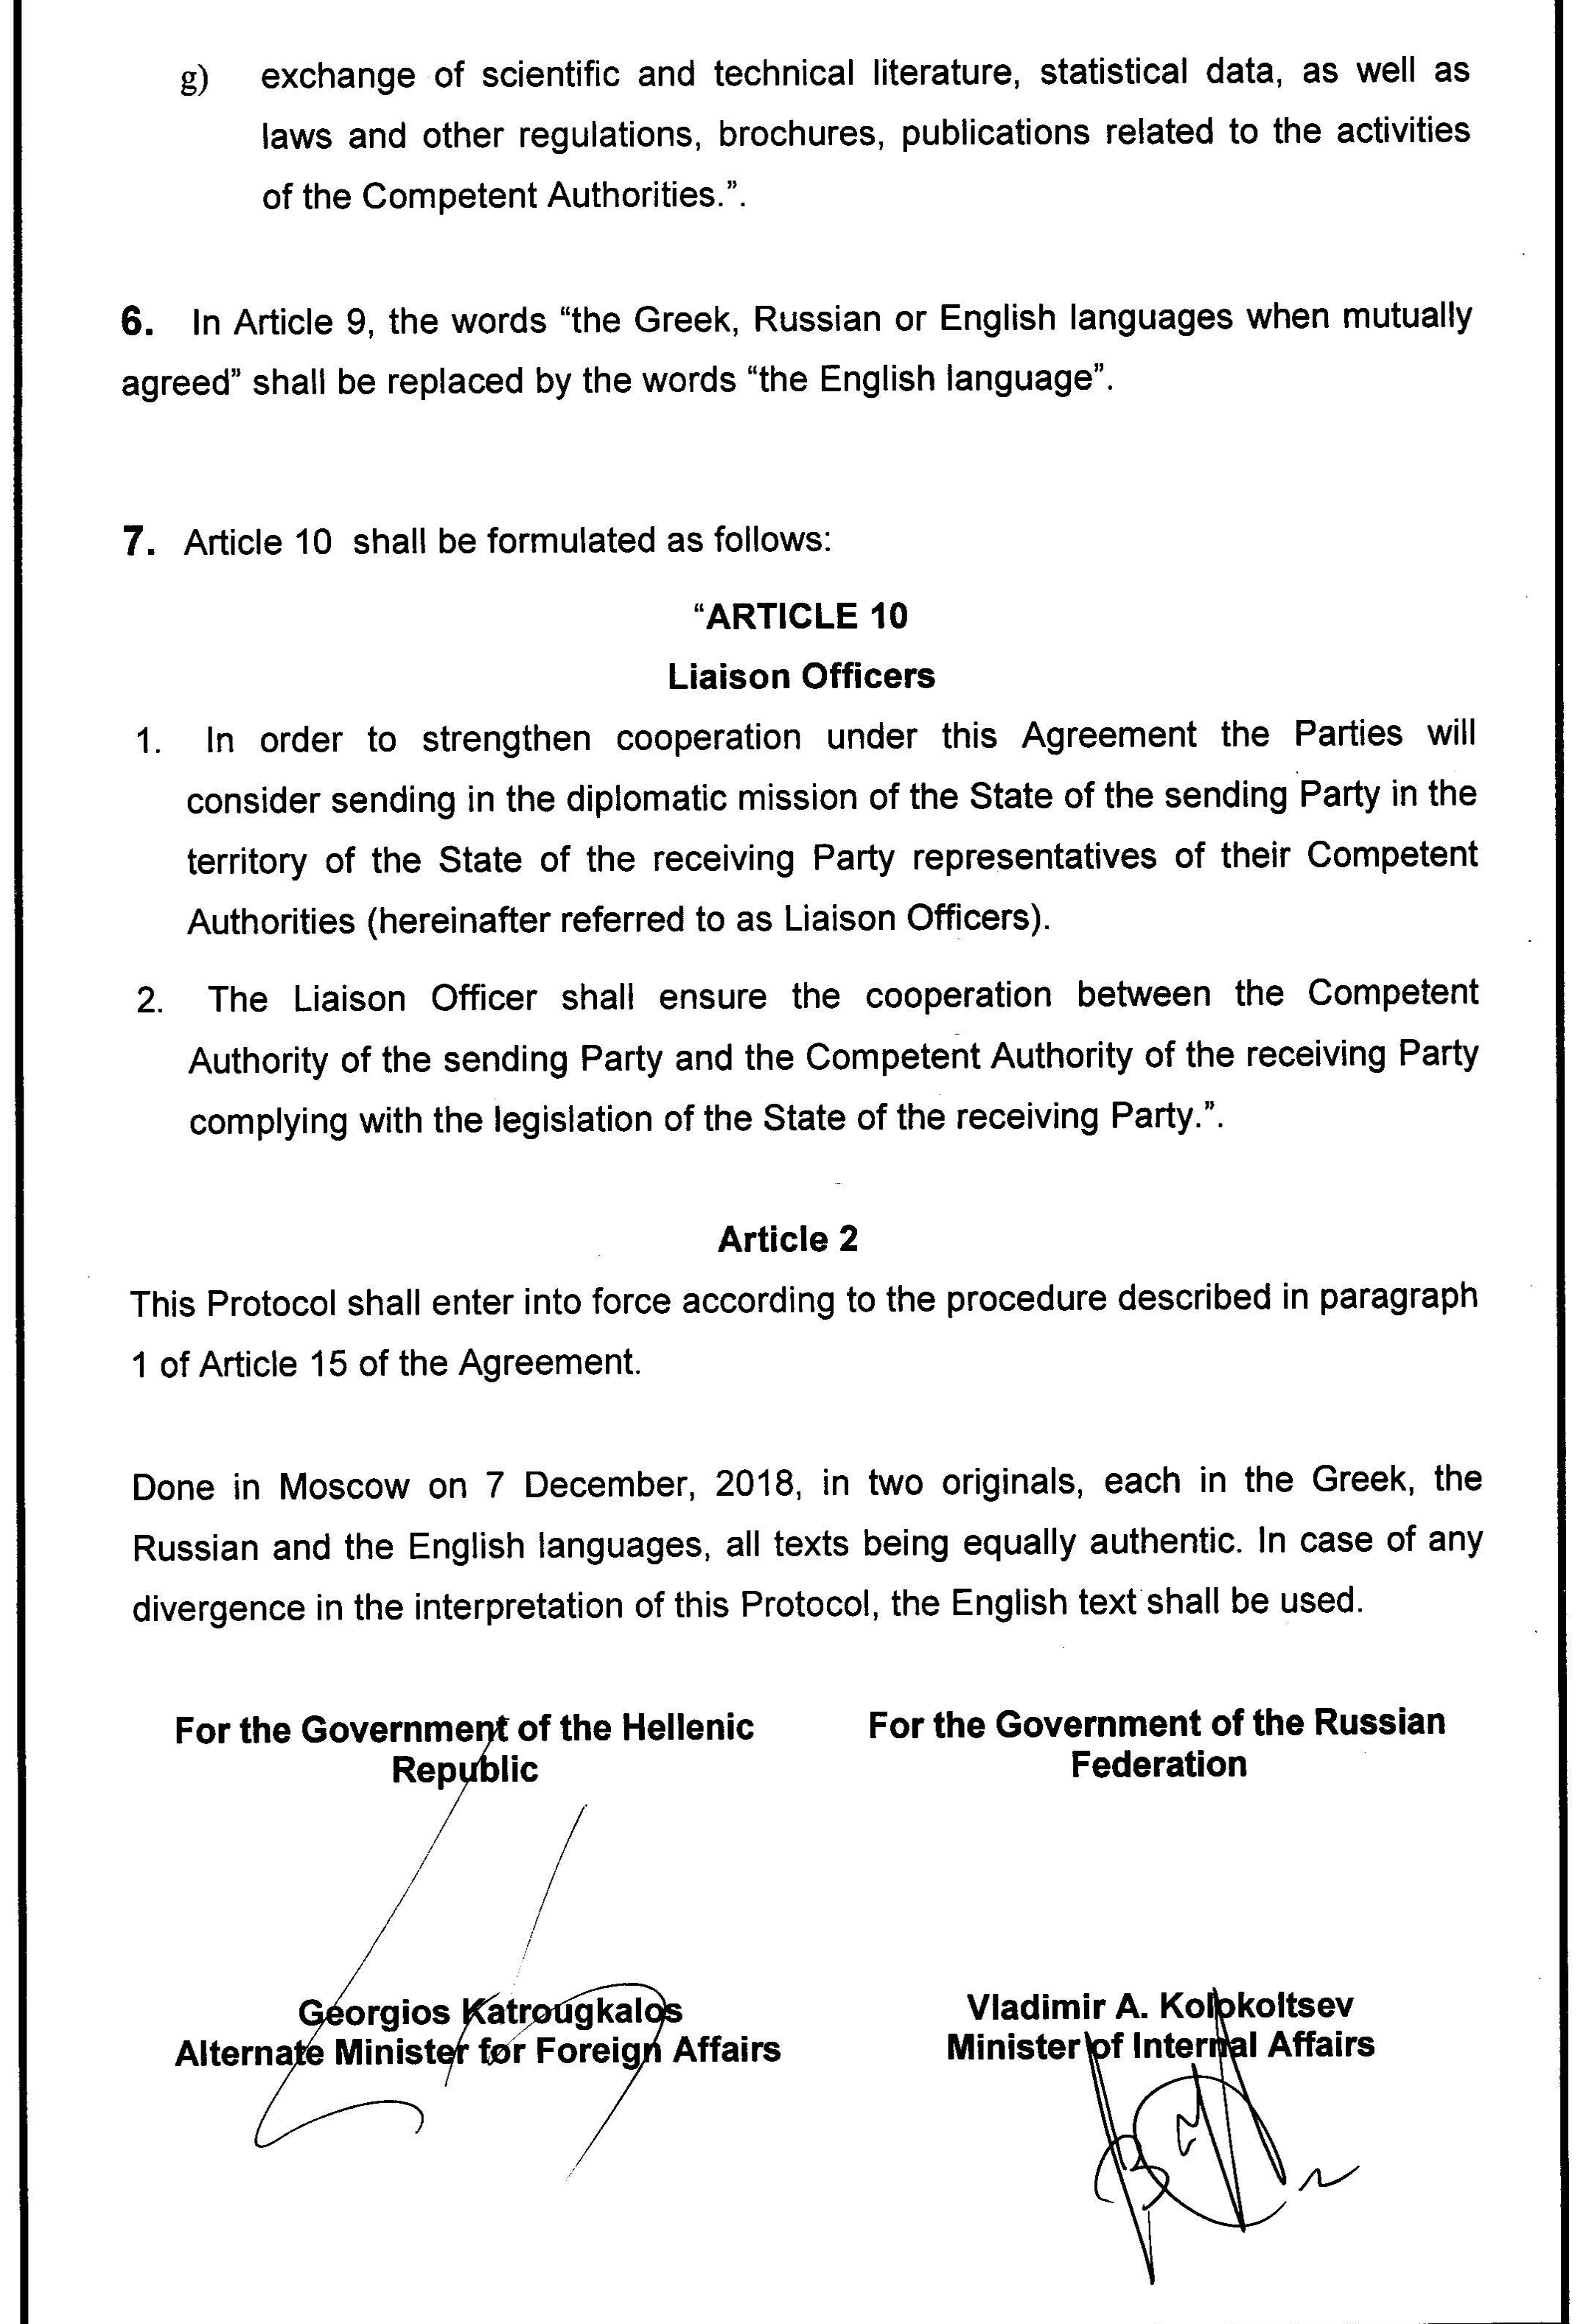 g) exchange of scientific and technical literature, statistical data, as well as
laws and other regulations, brochures, publications related to the activities
of the Competent Authorities.”.
6. In Article 9, the words “the Greek, Russian or English languages when mutually
agreed” shall be replaced by the words “the English language”.
7. Article 10 shall be formulated as follows:
“ARTICLE 10
Liaison Officers
1. In order to strengthen cooperation under this Agreement the Parties will
consider sending in the diplomatic mission of the State of the sending Party in the
territory of the State of the receiving Party representatives of their Competent
Authorities (hereinafter referred to as Liaison Officers).
2. The Liaison Officer shall ensure the cooperation between the Competent
Authority of the sending Party and the Competent Authority of the receiving Party
complying with the legislation of the State of the receiving Party.”.
Article 2
This Protocol shall enter into force according to the procedure described in paragraph
1 of Article 15 of the Agreement.
Done in Moscow on 7 December, 2018, in two originals, each in the Greek, the
Russian and the English languages, all texts being equally authentic. In case of any
divergence in the interpretation of this Protocol, the English text shall be used.
For the Government of the Hellenic
Republic
For the Government of the Russian
Federation
Georgios Katrougkalos
Alternate Minister for Foreign Affairs
Vladimir A. Kolokoltsev
Minister of Internal Affairs